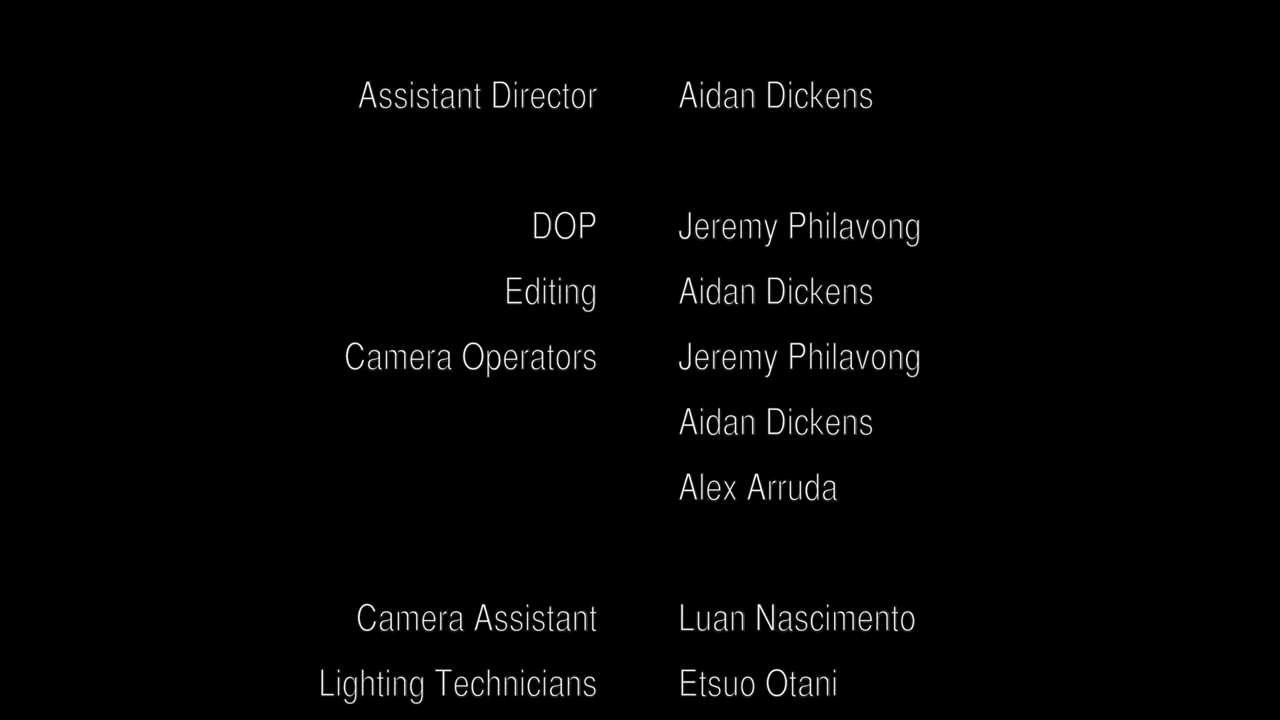 Assistant Director Aidan Dickens
DOP Jeremy Philavong
Editing Aidan Dickens
Camera Operators Jeremy Philavong
Aidan Dickens
Alex Arruda
Camera Assistant Luan Nascimento
Lighting Technicians Etsuo Otani